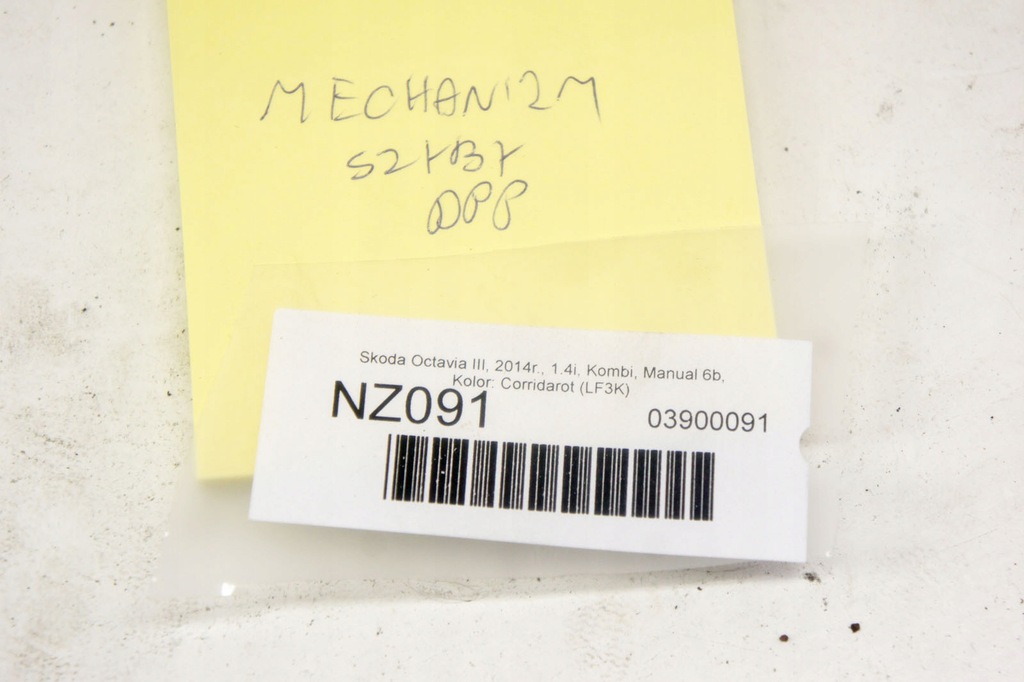 MECHANIZM
SZYBY
DPP
Skoda Octavia III, 2014r., 1.4i, Kombi, Manual 6b,
Kolor: Corridarot (LF3K)
NZ091
03900091